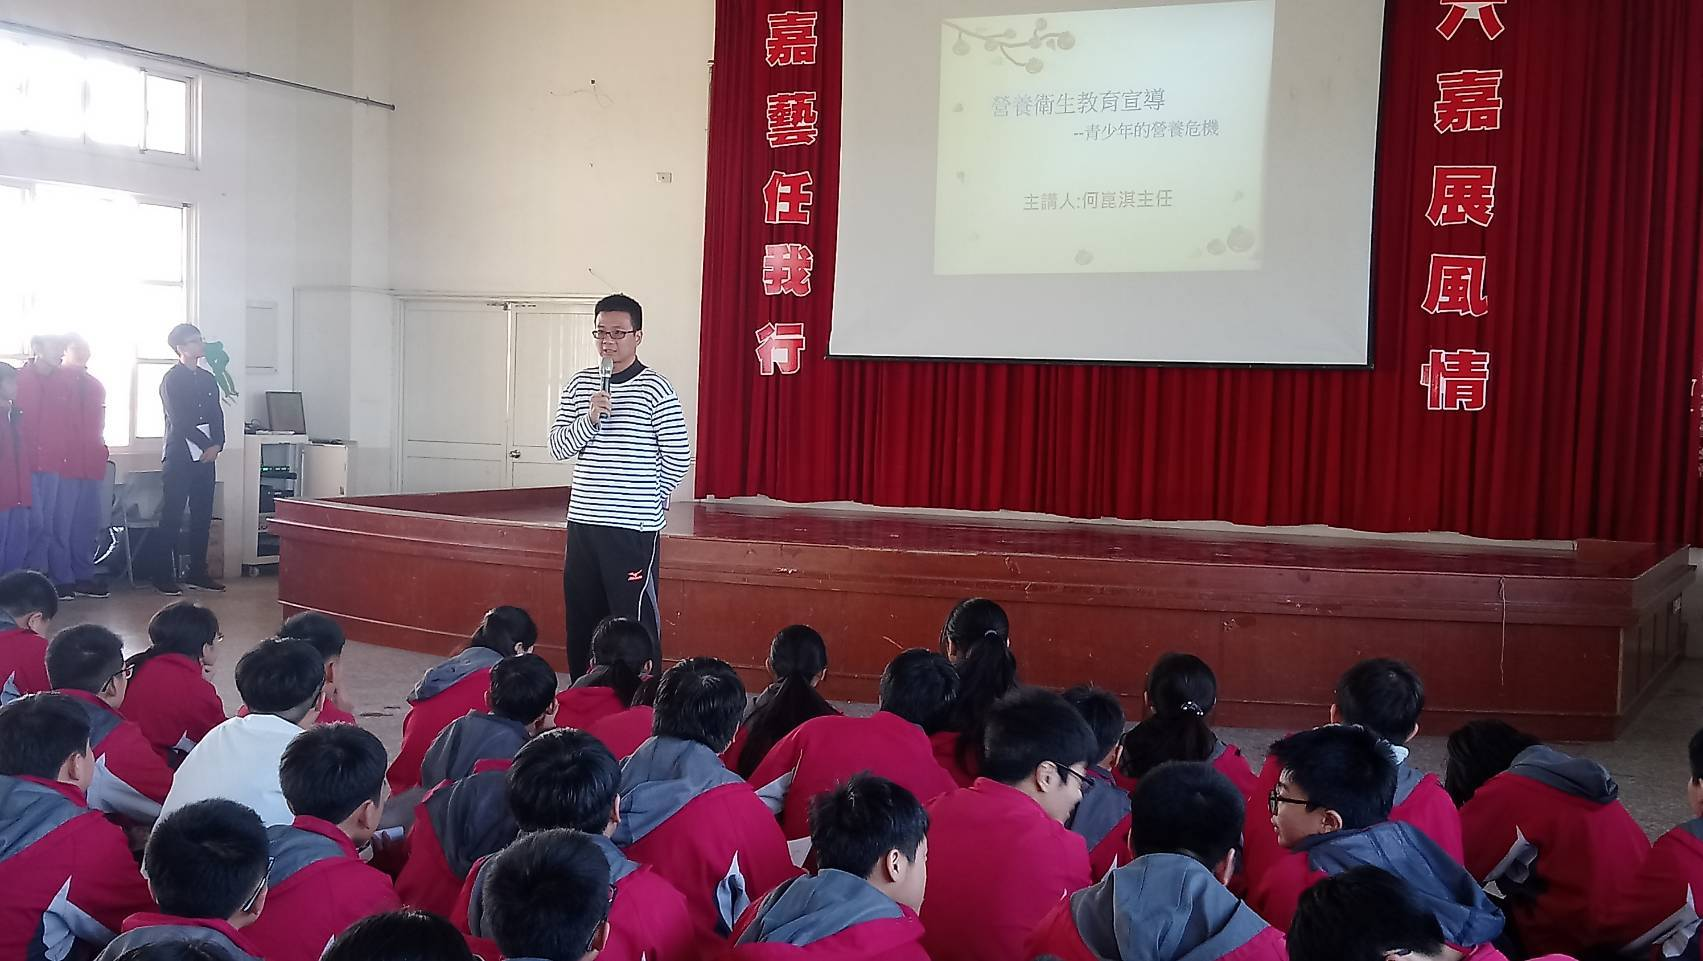 嘉藝任我行
營養衛生教育宣導
--青少年的營養危機
主講人:何崑淇主任
六嘉展風情